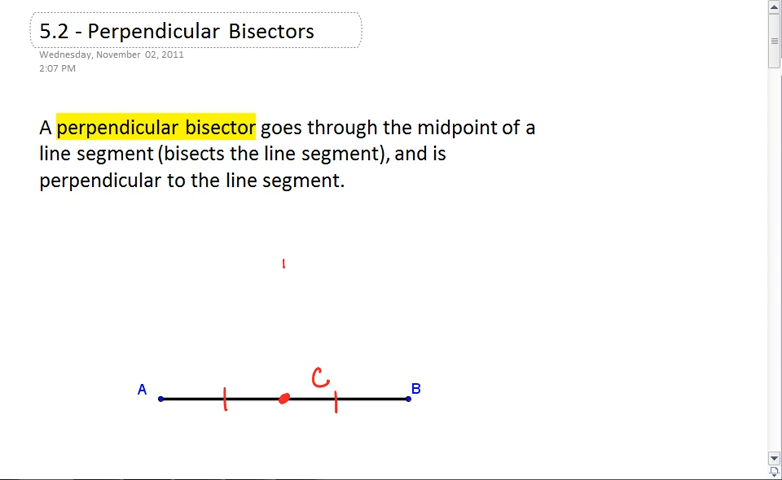 5.2 - Perpendicular Bisectors
Wednesday, November 02, 2011
2:07 PM
A perpendicular bisector goes through the midpoint of a
line segment (bisects the line segment), and is
perpendicular to the line segment.
C
A
B